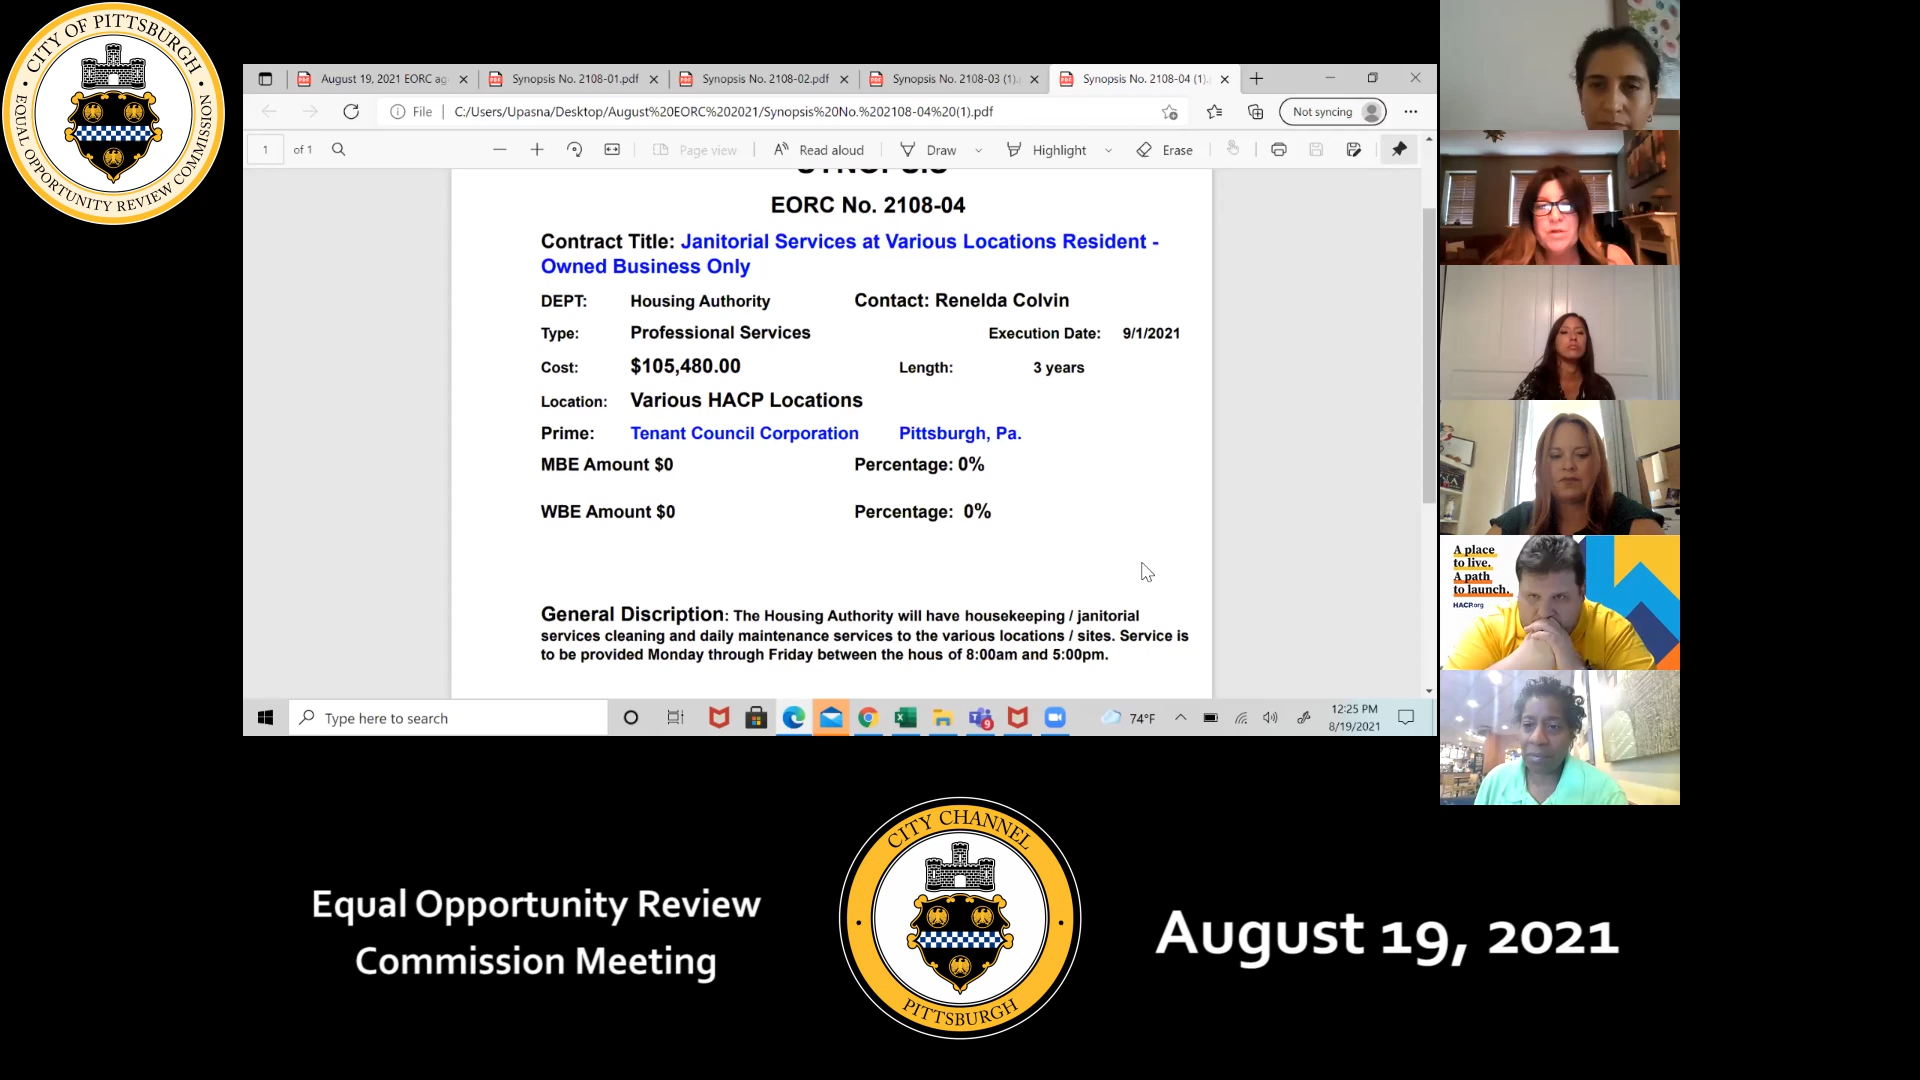 CITY OF PITTSBURGH
EQUAL OPPORTUNITY REVIEW COMMISSION
August 19, 2021 EORC ag
Synopsis No. 2108-01.pdf
Synopsis No. 2108-02.pdf
Synopsis No. 2108-03 (1).
Synopsis No. 2108-04 (1).
File
C:/Users/Upasna/Desktop/August%20EORC%202021/Synopsis%20No.%202108-04%20(1).pdf
Not syncing
1 of 1
Page view
Read aloud
Draw
Highlight
Erase
SYNOPSIS
EORC No. 2108-04
Contract Title: Janitorial Services at Various Locations Resident -
Owned Business Only
DEPT: Housing Authority Contact: Renelda Colvin
Type: Professional Services Execution Date: 9/1/2021
Cost: $105,480.00 Length: 3 years
Location: Various HACP Locations
Prime: Tenant Council Corporation Pittsburgh, Pa.
MBE Amount $0 Percentage: 0%
WBE Amount $0 Percentage: 0%
General Discription: The Housing Authority will have housekeeping / janitorial
services cleaning and daily maintenance services to the various locations / sites. Service is
to be provided Monday through Friday between the hous of 8:00am and 5:00pm.
Type here to search
9
74°F
12:25 PM
8/19/2021
A place
to live.
A path
to launch.
HACP.org
Equal Opportunity Review
Commission Meeting
CITY CHANNEL
PITTSBURGH
August 19, 2021